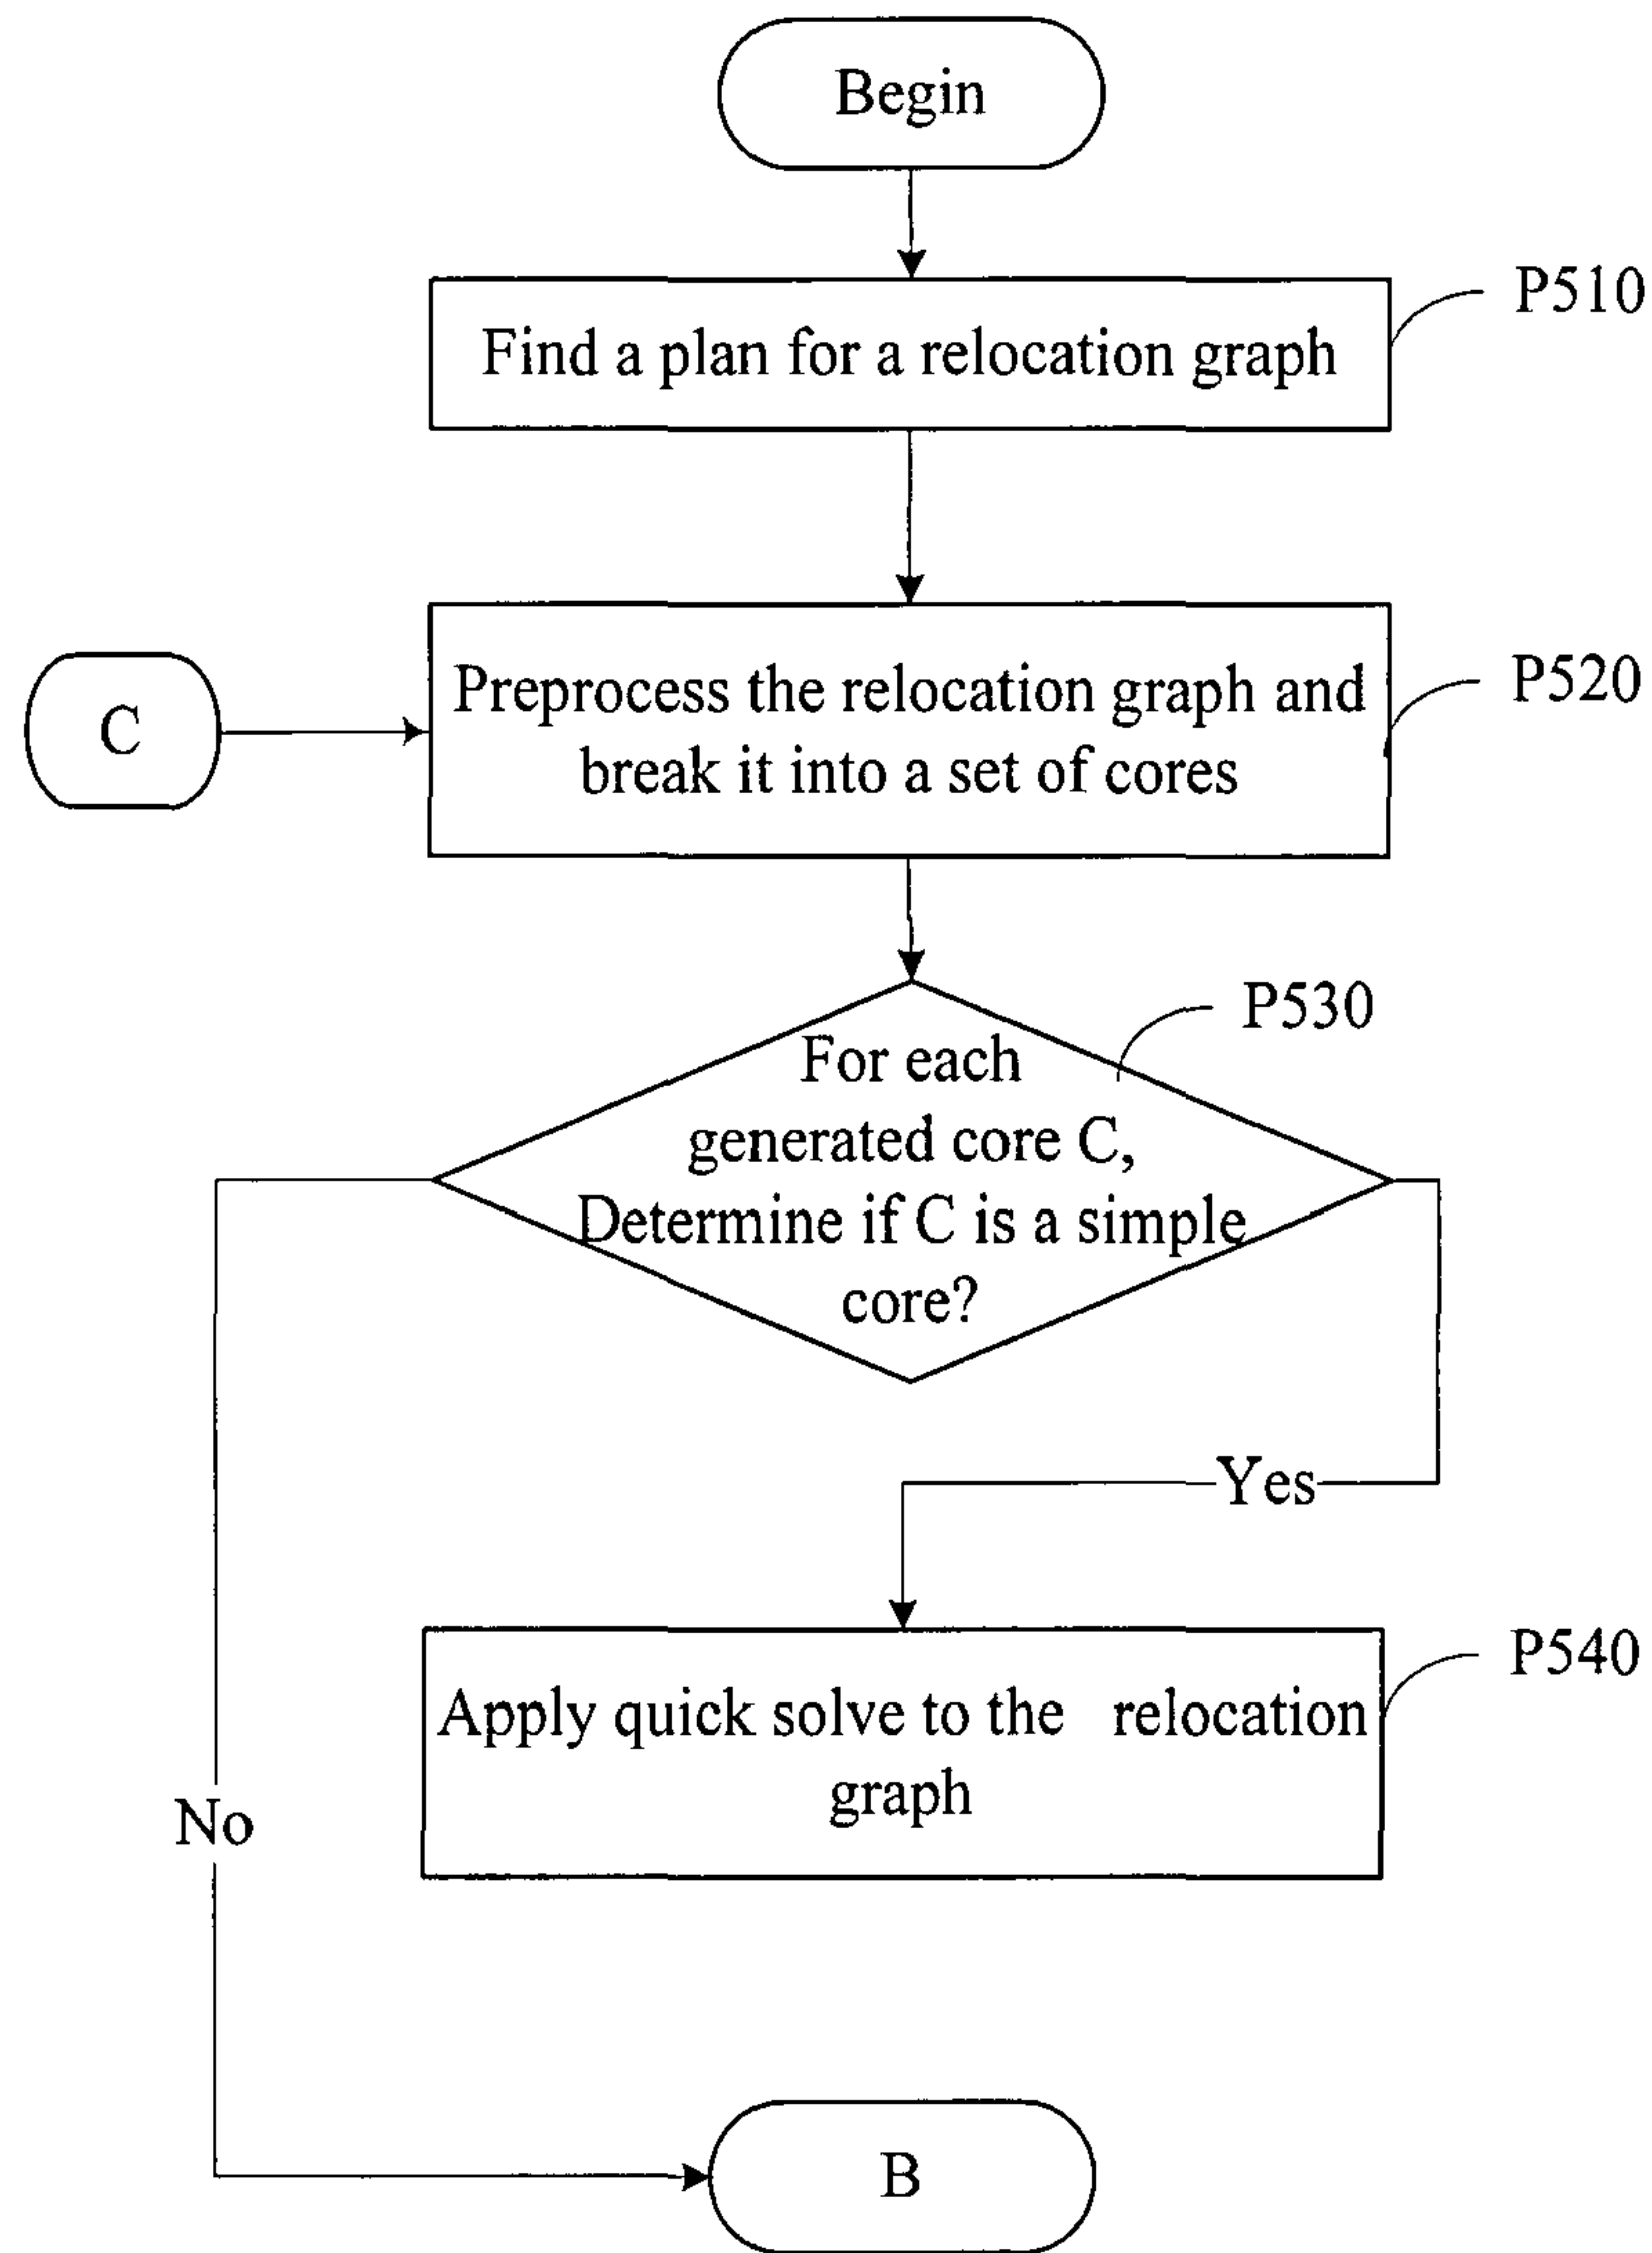 Begin
P510
Find a plan for a relocation graph
P520
C
Preprocess the relocation graph and
break it into a set of cores
P530
For each
generated core C,
Determine if C is a simple
core?
Yes
P540
Apply quick solve to the relocation
graph
No
B